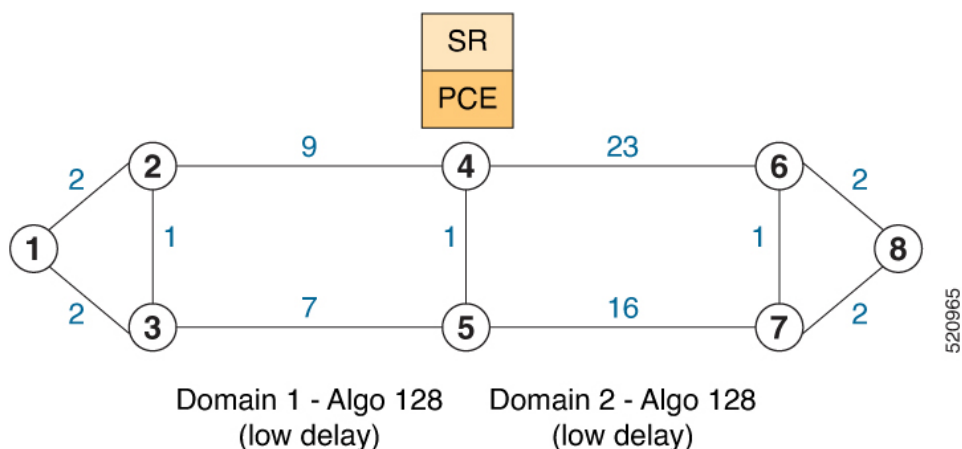 SR
PCE
2 9 4 23 6
2 2
1 1 1 1 8
2 2
3 7 5 16 7
520965
Domain 1 - Algo 128 Domain 2 - Algo 128
(low delay) (low delay)